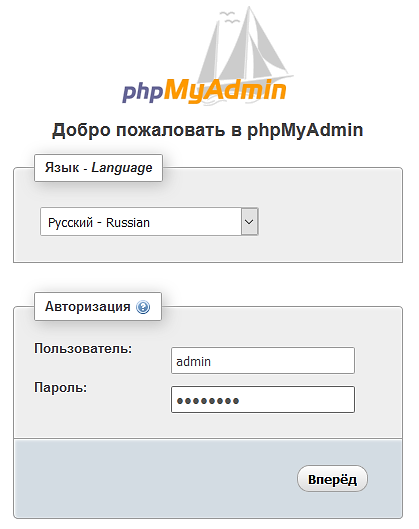 phpMyAdmin
Добро пожаловать в phpMyAdmin
Язык - Language
Русский - Russian
Авторизация ?
Пользователь:
admin
Пароль:
••••••••
Вперёд